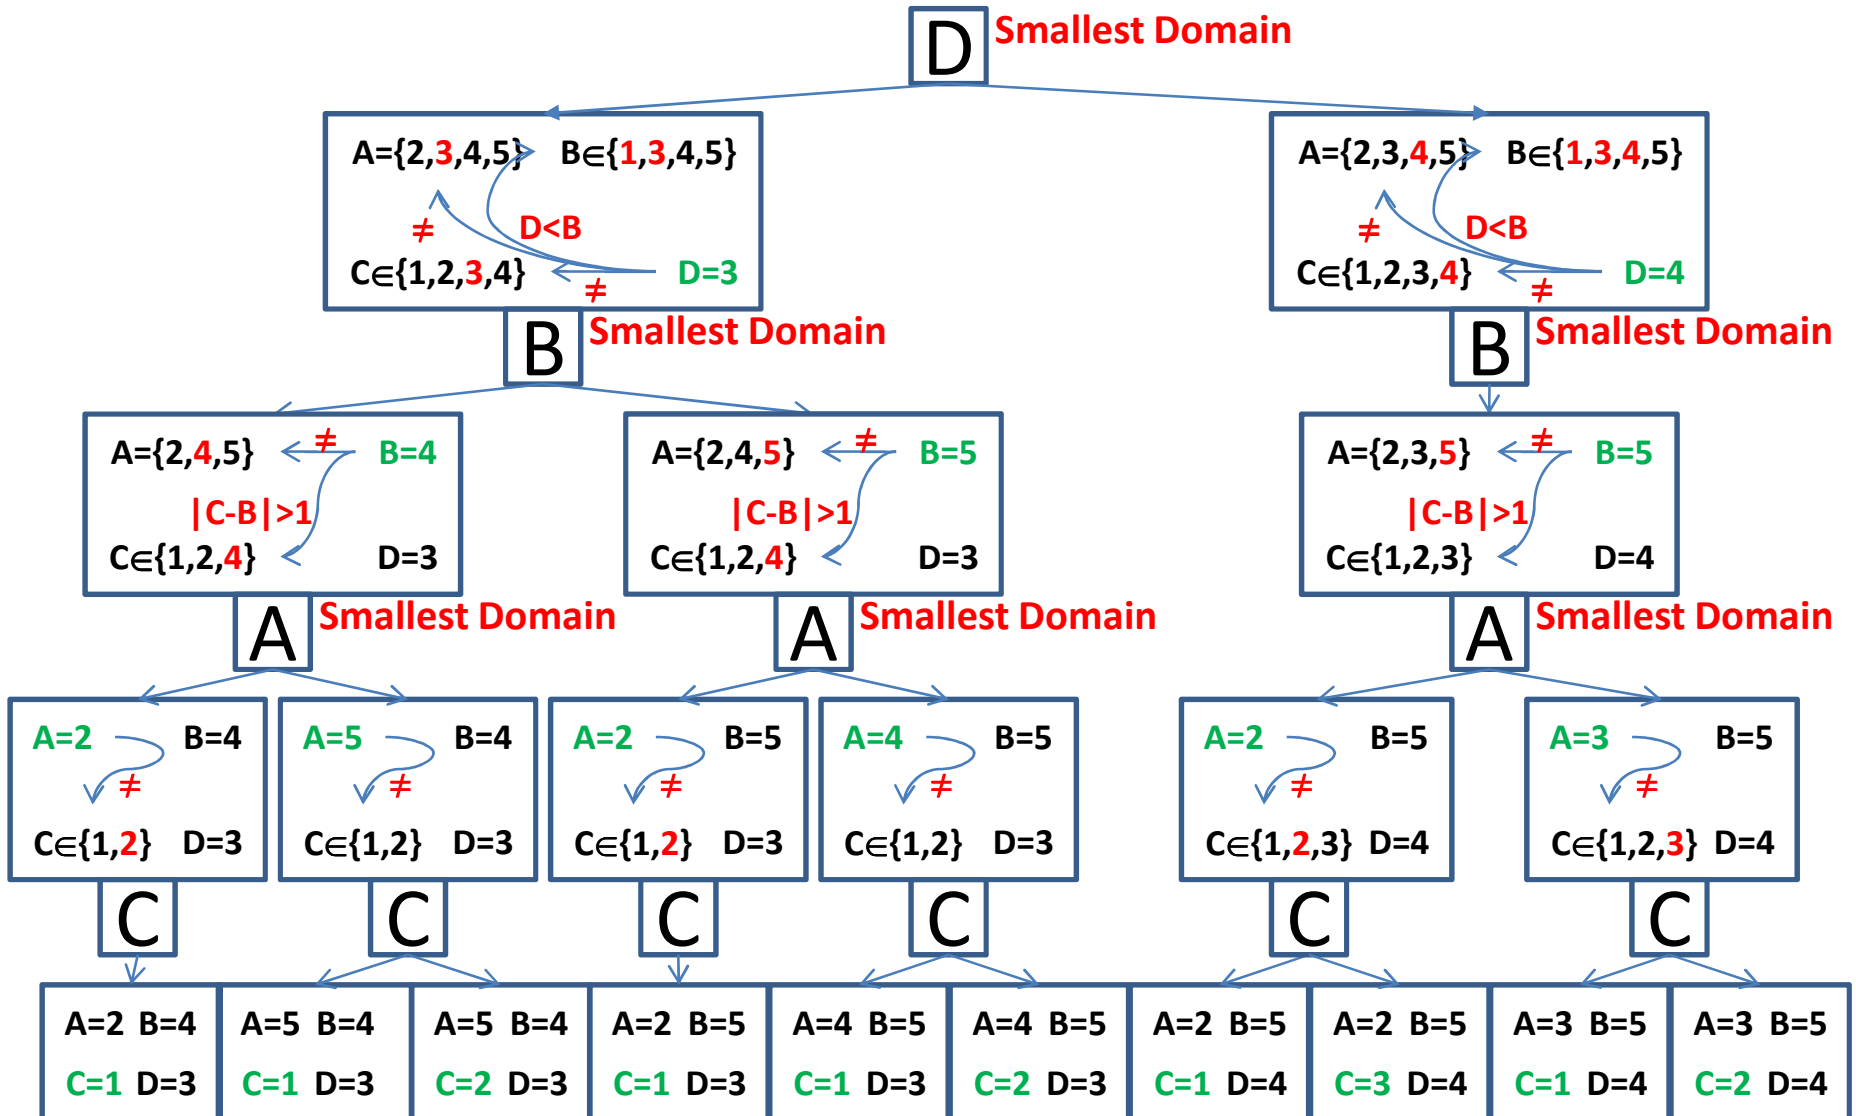 D Smallest Domain
A={2,3,4,5} B∈{1,3,4,5}
≠ D<B
C∈{1,2,3,4} ≠ D=3
A={2,3,4,5} B∈{1,3,4,5}
≠ D<B
C∈{1,2,3,4} ≠ D=4
B Smallest Domain
B Smallest Domain
A={2,4,5} ≠ B=4
|C-B|>1
C∈{1,2,4} D=3
A={2,4,5} ≠ B=5
|C-B|>1
C∈{1,2,4} D=3
A={2,3,5} ≠ B=5
|C-B|>1
C∈{1,2,3} D=4
A Smallest Domain
A Smallest Domain
A Smallest Domain
A=2 B=4
≠
C∈{1,2} D=3
A=5 B=4
≠
C∈{1,2} D=3
A=2 B=5
≠
C∈{1,2} D=3
A=4 B=5
≠
C∈{1,2} D=3
A=2 B=5
≠
C∈{1,2,3} D=4
A=3 B=5
≠
C∈{1,2,3} D=4
C
C
C
C
C
C
A=2 B=4
C=1 D=3
A=5 B=4
C=1 D=3
A=5 B=4
C=2 D=3
A=2 B=5
C=1 D=3
A=4 B=5
C=1 D=3
A=4 B=5
C=2 D=3
A=2 B=5
C=1 D=4
A=2 B=5
C=3 D=4
A=3 B=5
C=1 D=4
A=3 B=5
C=2 D=4